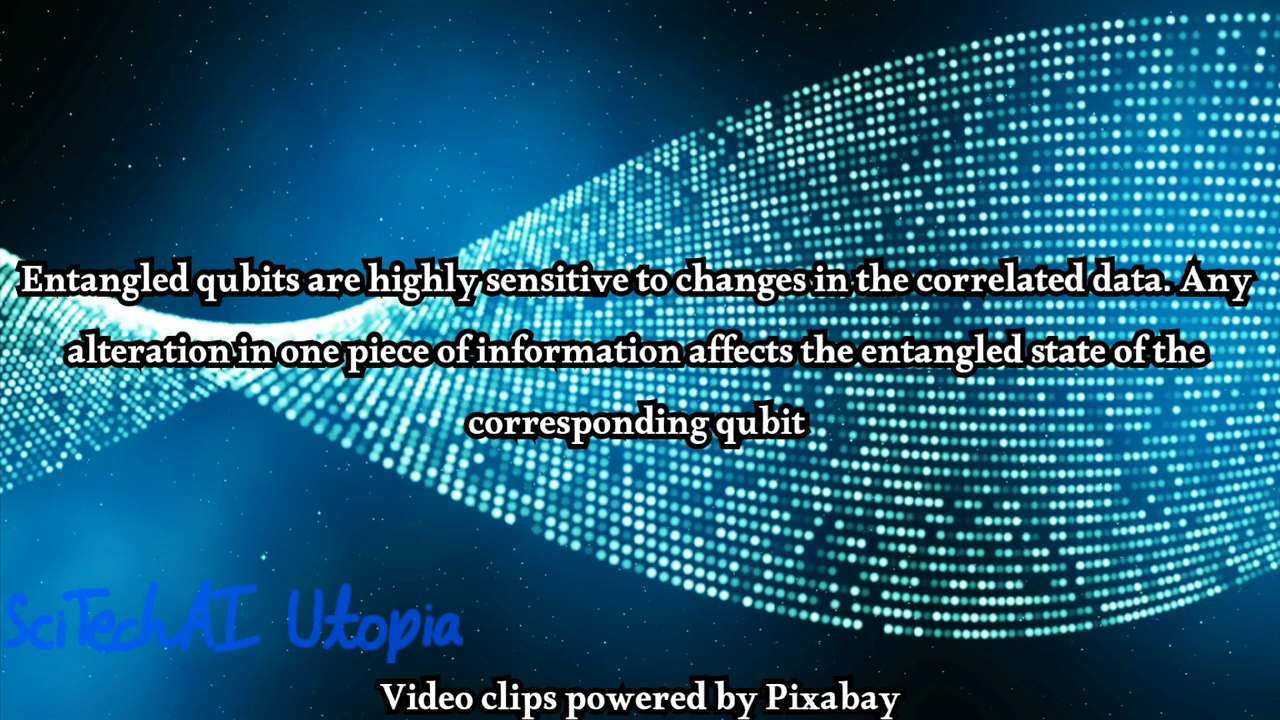 Entangled qubits are highly sensitive to changes in the correlated data. Any
alteration in one piece of information affects the entangled state of the
corresponding qubit
SciTechAI Utopia
Video clips powered by Pixabay